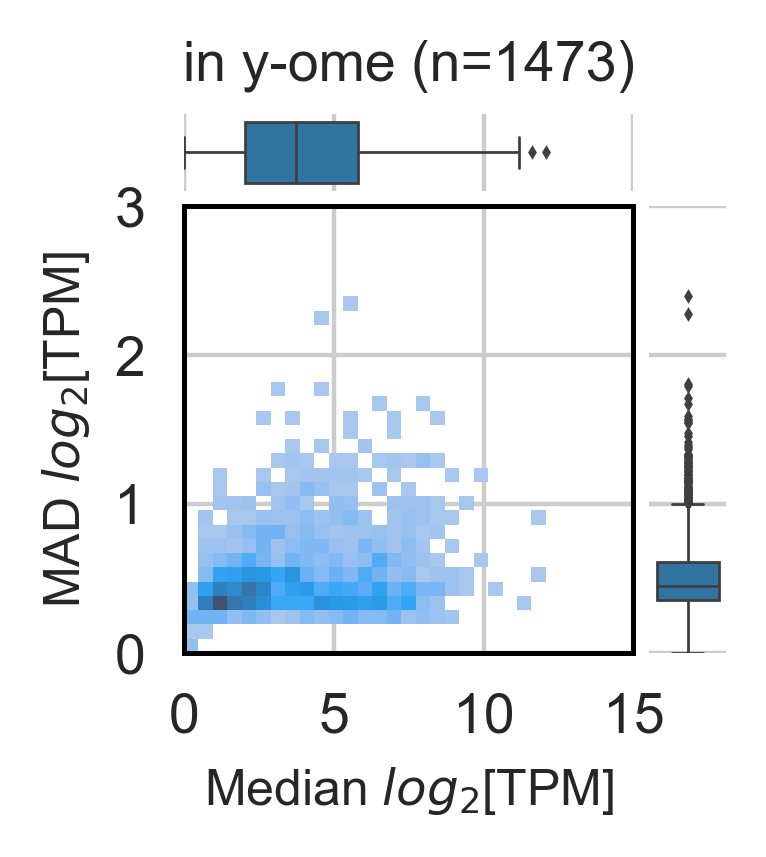 in y-ome (n=1473)
3
2
1
0
MAD log₂[TPM]
0 5 10 15
Median log₂[TPM]